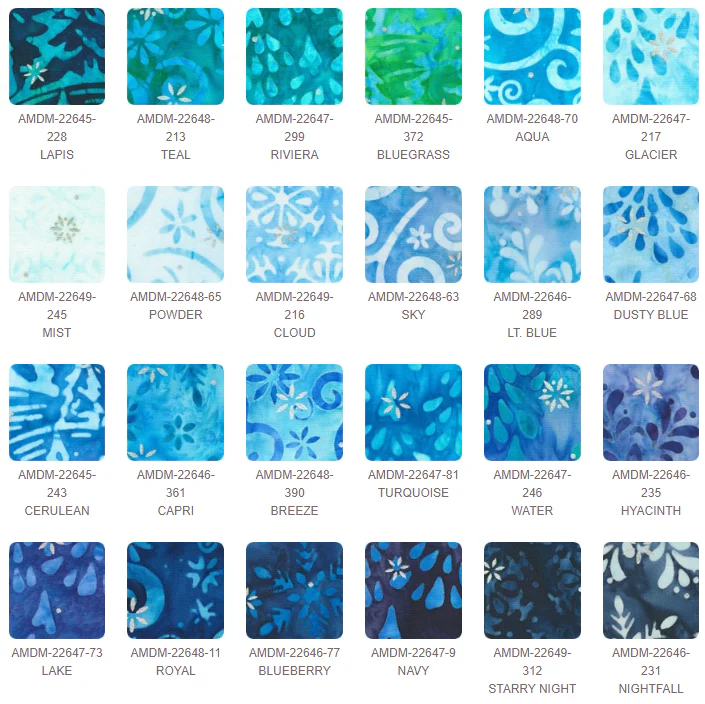 AMDM-22645-
228
LAPIS
AMDM-22648-
213
TEAL
AMDM-22647-
299
RIVIERA
AMDM-22645-
372
BLUEGRASS
AMDM-22648-70
AQUA
AMDM-22647-
217
GLACIER
AMDM-22649-
245
MIST
AMDM-22648-65
POWDER
AMDM-22649-
216
CLOUD
AMDM-22648-63
SKY
AMDM-22646-
289
LT. BLUE
AMDM-22647-68
DUSTY BLUE
AMDM-22645-
243
CERULEAN
AMDM-22646-
361
CAPRI
AMDM-22648-
390
BREEZE
AMDM-22647-81
TURQUOISE
AMDM-22647-
246
WATER
AMDM-22646-
235
HYACINTH
AMDM-22647-73
LAKE
AMDM-22648-11
ROYAL
AMDM-22646-77
BLUEBERRY
AMDM-22647-9
NAVY
AMDM-22649-
312
STARRY NIGHT
AMDM-22646-
231
NIGHTFALL